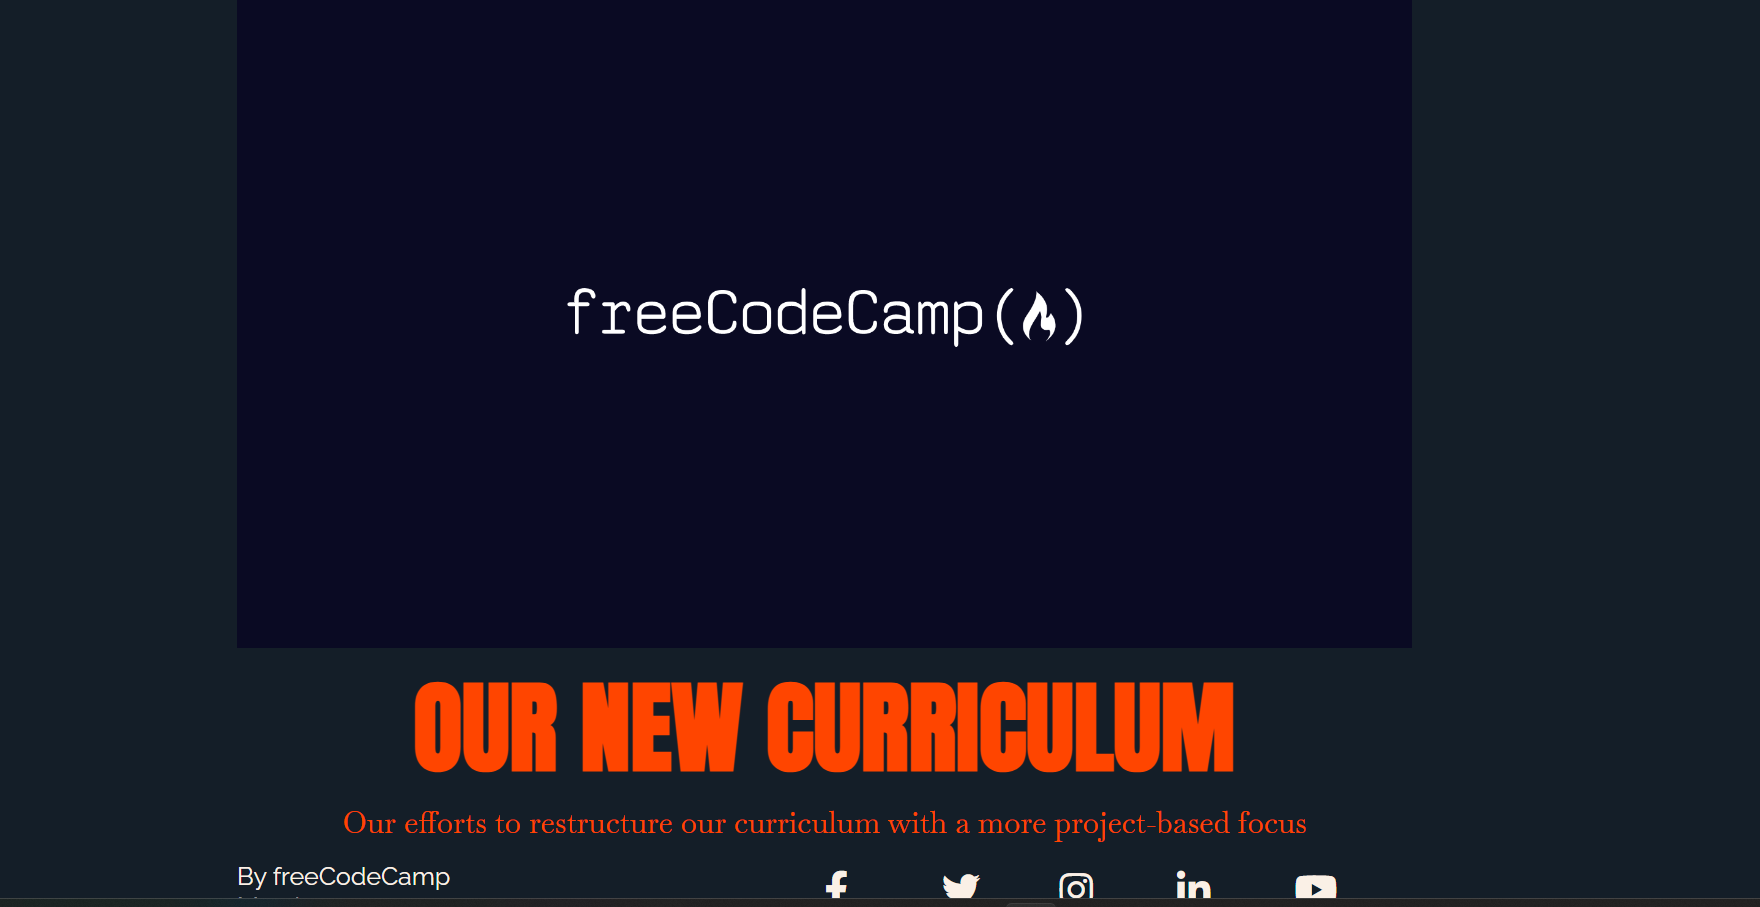 freeCodeCamp()
OUR NEW CURRICULUM
Our efforts to restructure our curriculum with a more project-based focus
By freeCodeCamp